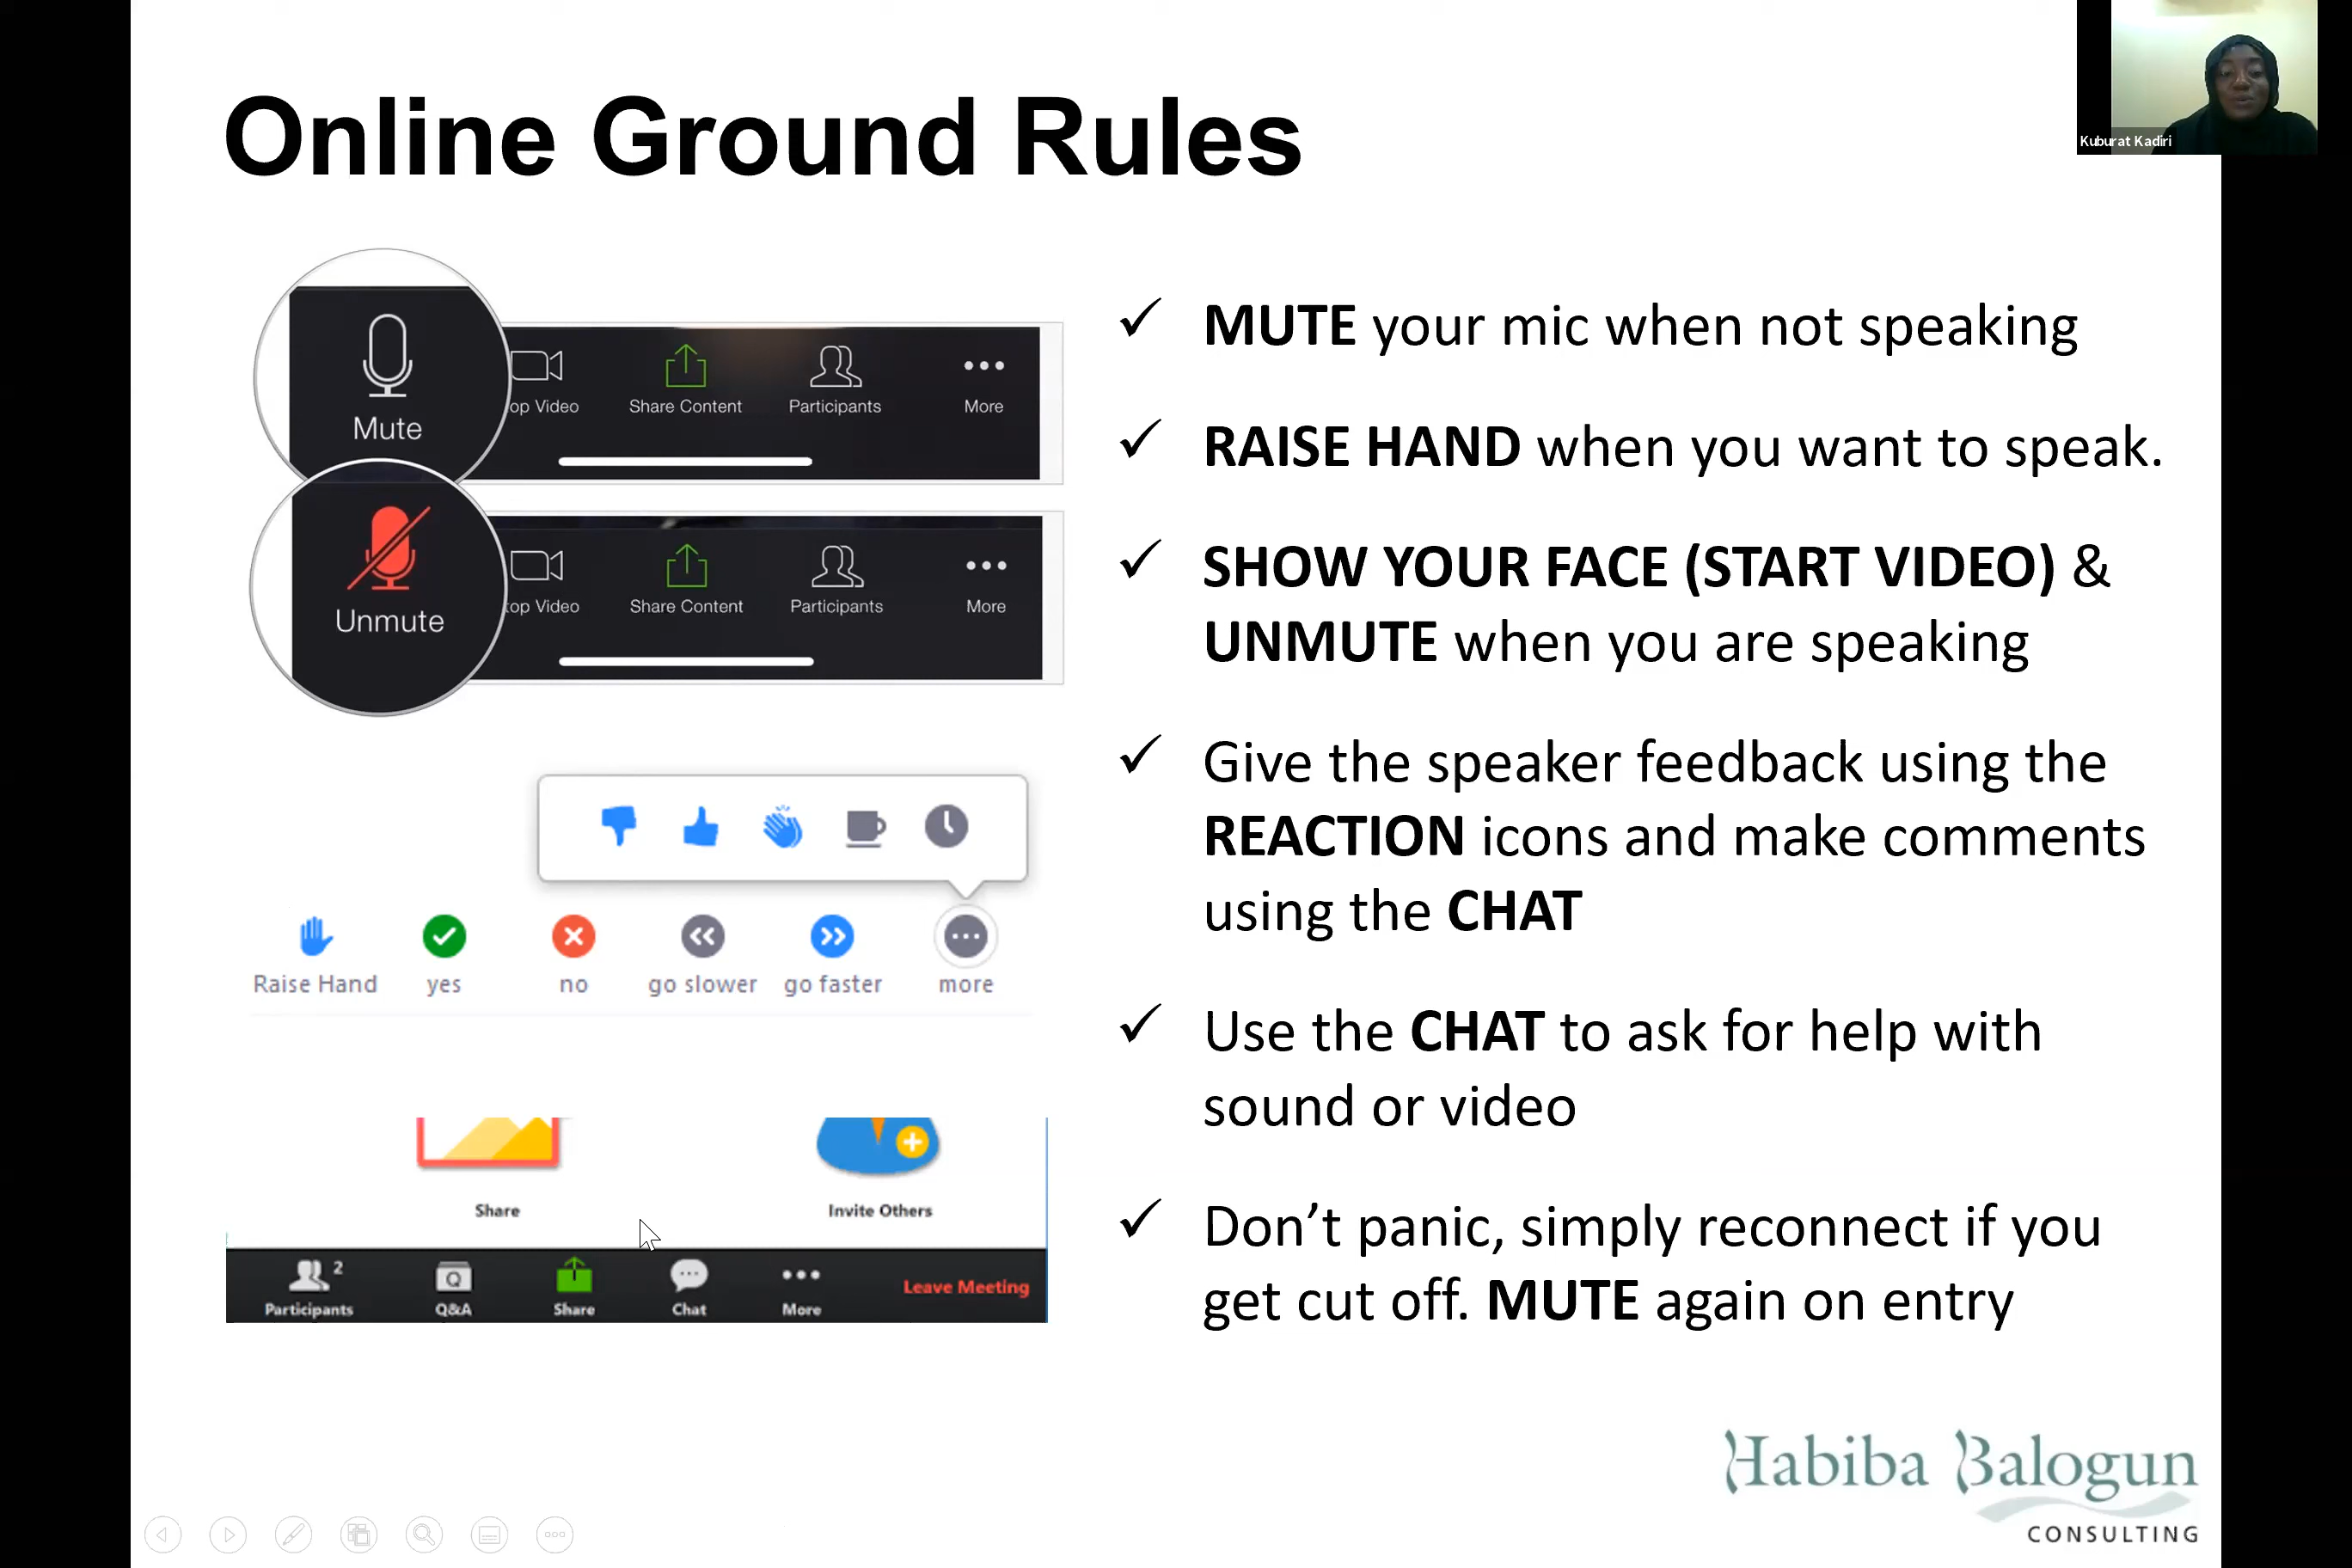 Online Ground Rules
Kuburat Kadiri
Mute
op Video
Share Content
Participants
More
Unmute
top Video
Share Content
Participants
More
Raise Hand
yes
no
go slower
go faster
more
Share
Invite Others
Participants
2
Q&A
Share
Chat
More
Leave Meeting
MUTE your mic when not speaking
RAISE HAND when you want to speak.
SHOW YOUR FACE (START VIDEO) &
UNMUTE when you are speaking
Give the speaker feedback using the
REACTION icons and make comments
using the CHAT
Use the CHAT to ask for help with
sound or video
Don’t panic, simply reconnect if you
get cut off. MUTE again on entry
Habiba Balogun
CONSULTING